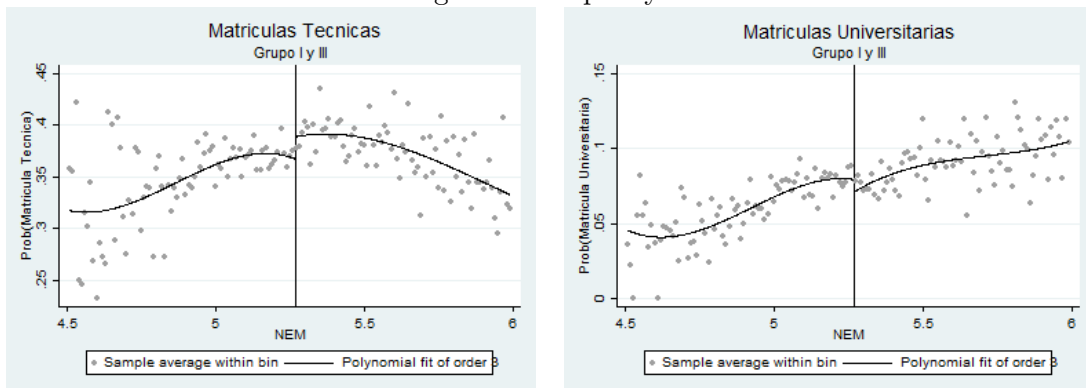 Matriculas Tecnicas
Grupo I y III
Prob(Matricula Tecnica)
.45
.4
.35
.3
.25
4.5 5 5.5 6
NEM
Sample average within bin Polynomial fit of order 3
Matriculas Universitarias
Grupo I y III
Prob(Matricula Universitaria)
.15
.1
.05
0
4.5 5 5.5 6
NEM
Sample average within bin Polynomial fit of order 3